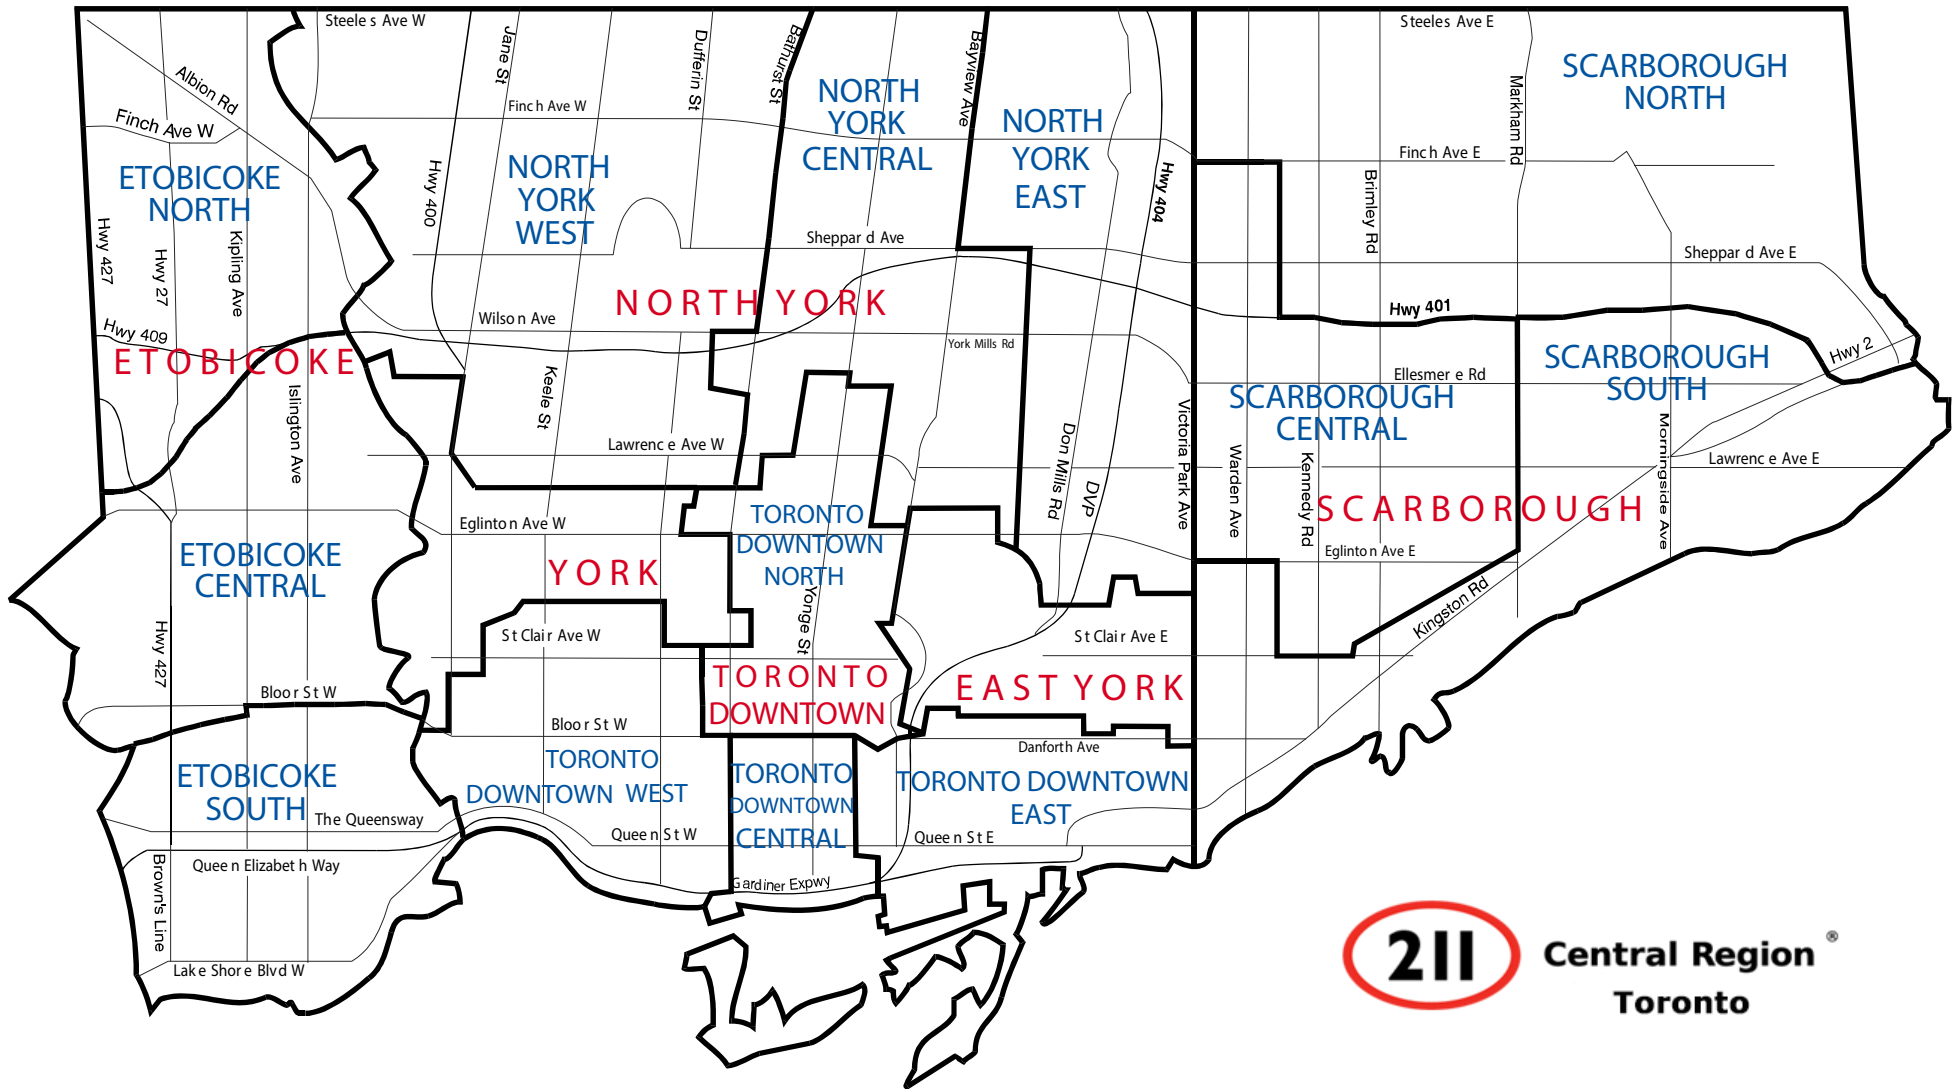 Steeles Ave W
Steeles Ave E
Jane St
Dufferin St
Bathurst St
Bayview Ave
Albion Rd
Finch Ave W
Finch Ave W
Finch Ave E
Markham Rd
Brimley Rd
SCARBOROUGH
NORTH
NORTH
YORK
CENTRAL
NORTH
YORK
EAST
NORTH
YORK
WEST
ETOBICOKE
NORTH
Hwy 400
Hwy 404
Hwy 427
Hwy 27
Kipling Ave
Sheppard Ave
Sheppard Ave E
NORTH YORK
Wilson Ave
Hwy 401
Hwy 409
York Mills Rd
Hwy 2
ETOBICOKE
Ellesmere Rd
SCARBOROUGH
SOUTH
SCARBOROUGH
CENTRAL
Islington Ave
Keele St
Lawrence Ave W
Lawrence Ave E
Don Mills Rd
DVP
Victoria Park Ave
Warden Ave
Kennedy Rd
Morningside Ave
SCARBOROUGH
Eglinton Ave W
Eglinton Ave E
TORONTO
DOWNTOWN
NORTH
ETOBICOKE
CENTRAL
YORK
Yonge St
Kingston Rd
St Clair Ave W
St Clair Ave E
Hwy 427
TORONTO
DOWNTOWN
EAST YORK
Bloor St W
Bloor St W
Danforth Ave
ETOBICOKE
SOUTH
TORONTO
DOWNTOWN WEST
TORONTO
DOWNTOWN
CENTRAL
TORONTO DOWNTOWN
EAST
The Queensway
Queen St W
Queen St E
Queen Elizabeth Way
Gardiner Expwy
Brown's Line
Lake Shore Blvd W
211
Central Region ®
Toronto